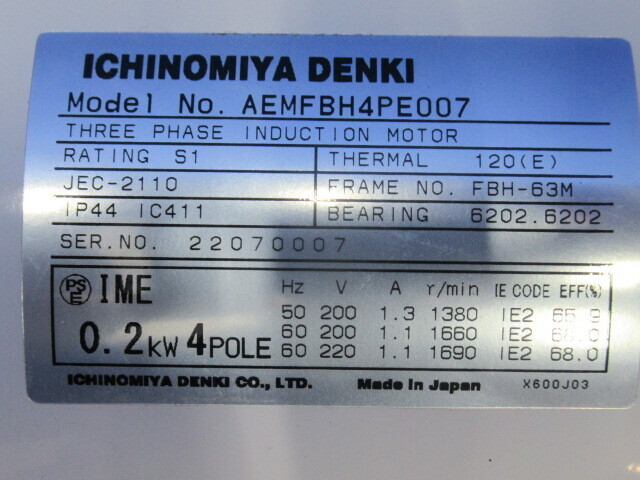 ICHINOMIYA DENKI
Model No. AEMFBH4PE007
THREE PHASE INDUCTION MOTOR
RATING S1 THERMAL 120(E)
JEC-2110 FRAME NO. FBH-63M
IP44 IC411 BEARING 6202.6202
SER.NO. 22070007
PS E IME
0.2kW 4POLE
Hz V A r/min IE CODE EFF(%)
50 200 1.3 1380 IE2
60 200 1.1 1660 IE2
60 220 1.1 1690 IE2 68.0
ICHINOMIYA DENKI CO., LTD. Made in Japan X600J03